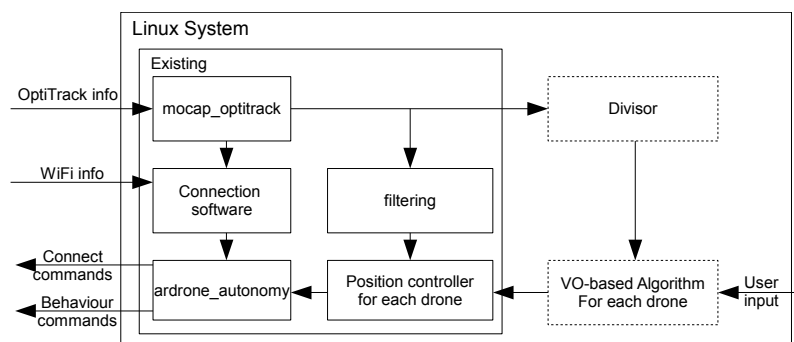 Linux System
Existing
OptiTrack info
mocap_optitrack
Divisor
WiFi info
Connection
software
filtering
Connect
commands
Behaviour
commands
ardrone_autonomy
Position controller
for each drone
VO-based Algorithm
For each drone
User
input